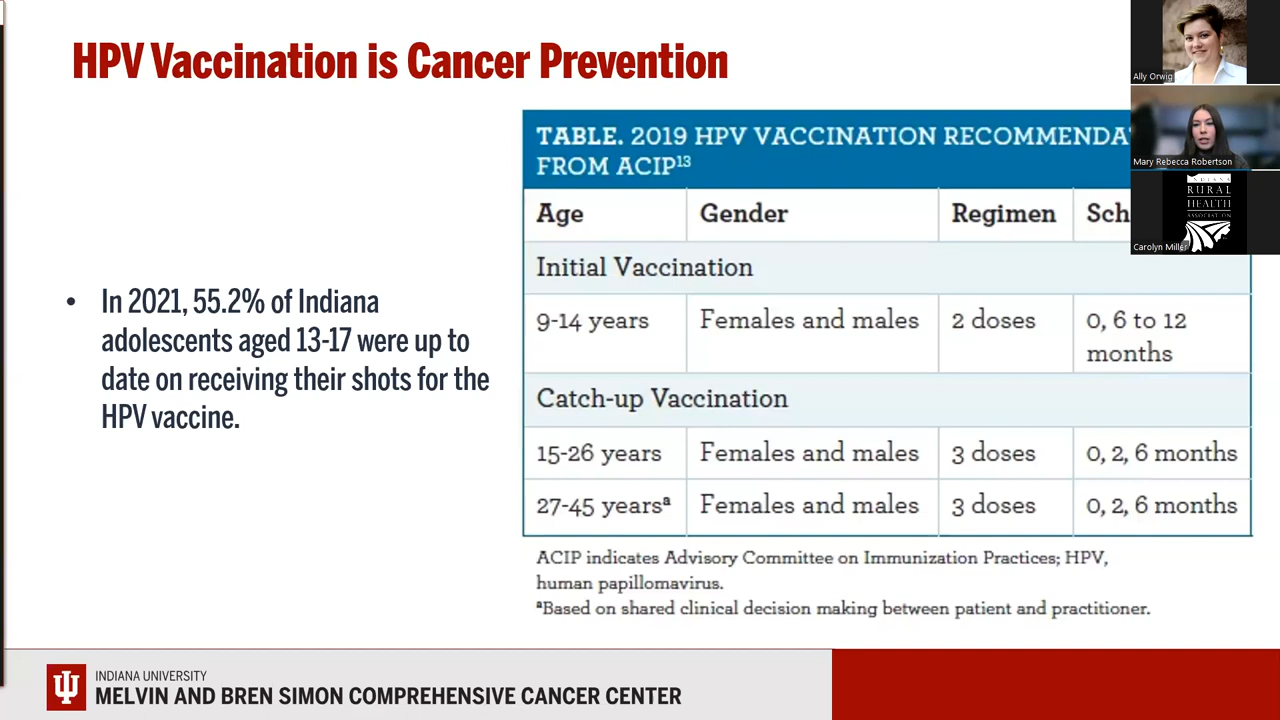 HPV Vaccination is Cancer Prevention
• In 2021, 55.2% of Indiana
adolescents aged 13-17 were up to
date on receiving their shots for the
HPV vaccine.
TABLE. 2019 HPV VACCINATION
FROM ACIP13
Age Gender Regimen
Initial Vaccination
9-14 years Females and males 2 doses 0, 6 to 12
months
Catch-up Vaccination
15-26 years Females and males 3 doses 0, 2, 6 months
27-45 yearsa Females and males 3 doses 0, 2, 6 months
ACIP indicates Advisory Committee on Immunization Practices; HPV,
human papillomavirus.
aBased on shared clinical decision making between patient and practitioner.
Ally Orwig
Mary Rebecca Robertson
INDIANA
RURAL
HEALTH
ASSOCIATION
Carolyn Miller
INDIANA UNIVERSITY
MELVIN AND BREN SIMON COMPREHENSIVE CANCER CENTER